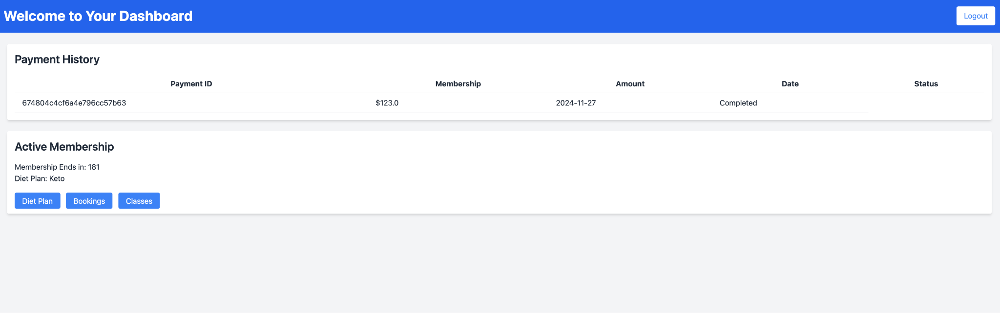 Welcome to Your Dashboard Logout
Payment History
Payment ID Membership Amount Date Status
674804c4cf6a4e796cc57b63 $123.0 2024-11-27 Completed
Active Membership
Membership Ends in: 181
Diet Plan: Keto
Diet Plan Bookings Classes